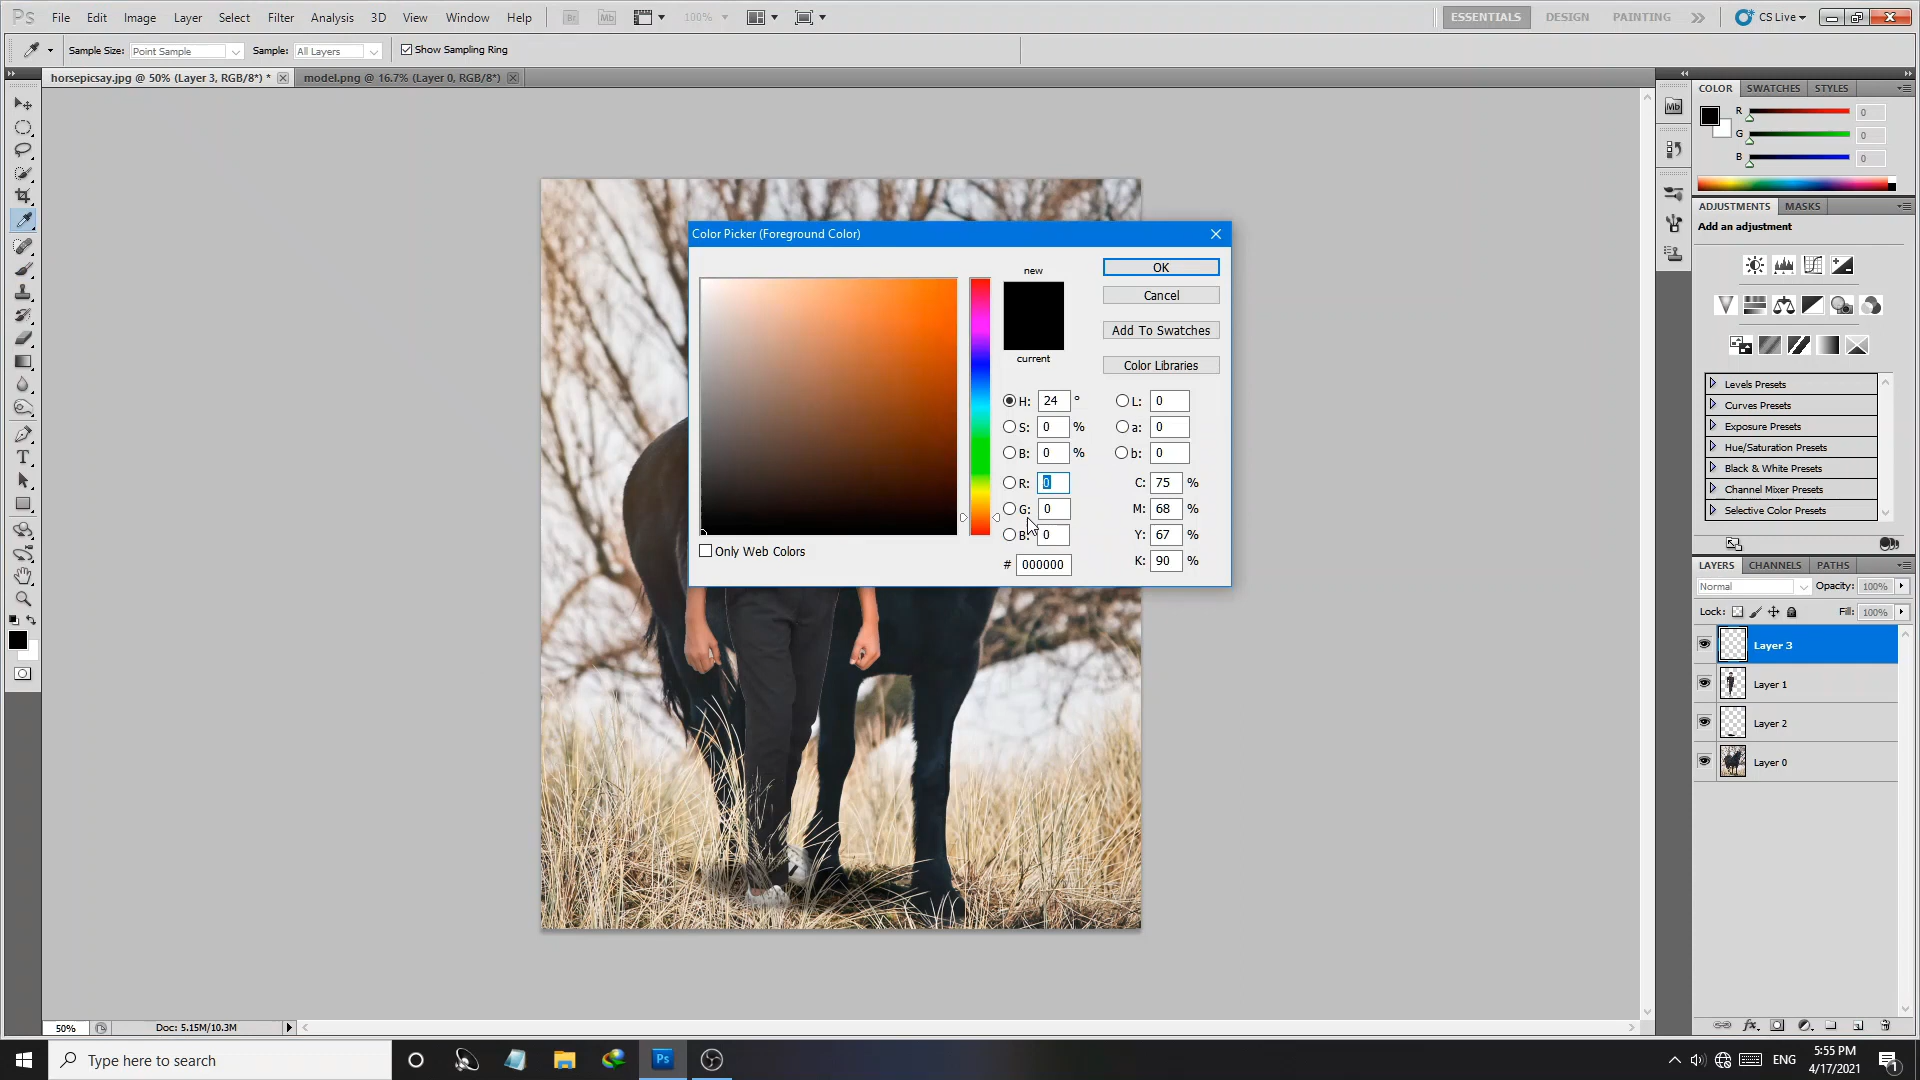 Ps File Edit Image Layer Select Filter Analysis 3D View Window Help Br Mb 100% ESSENTIALS DESIGN PAINTING CS Live
Sample Size: Point Sample Sample: All Layers Show Sampling Ring
horsepicsay.jpg @ 50% (Layer 3, RGB/8*) * model.png @ 16.7% (Layer 0, RGB/8*)
COLOR SWATCHES STYLES
Mb
R 0
G 0
B 0
ADJUSTMENTS MASKS
Add an adjustment
Color Picker (Foreground Color)
new
OK
Cancel
Add To Swatches
current
Color Libraries
H: 24 ° L: 0
S: 0 % a: 0
B: 0 % b: 0
R: 0 C: 75 %
G: 0 M: 68 %
B: 0 Y: 67 %
# 000000 K: 90 %
Only Web Colors
Levels Presets
Curves Presets
Exposure Presets
Hue/Saturation Presets
Black & White Presets
Channel Mixer Presets
Selective Color Presets
LAYERS CHANNELS PATHS
Normal Opacity: 100%
Lock: Fill: 100%
Layer 3
Layer 1
Layer 2
Layer 0
T
50% Doc: 5.15M/10.3M
fx
Type here to search
Ps
ENG
5:55 PM
4/17/2021
1